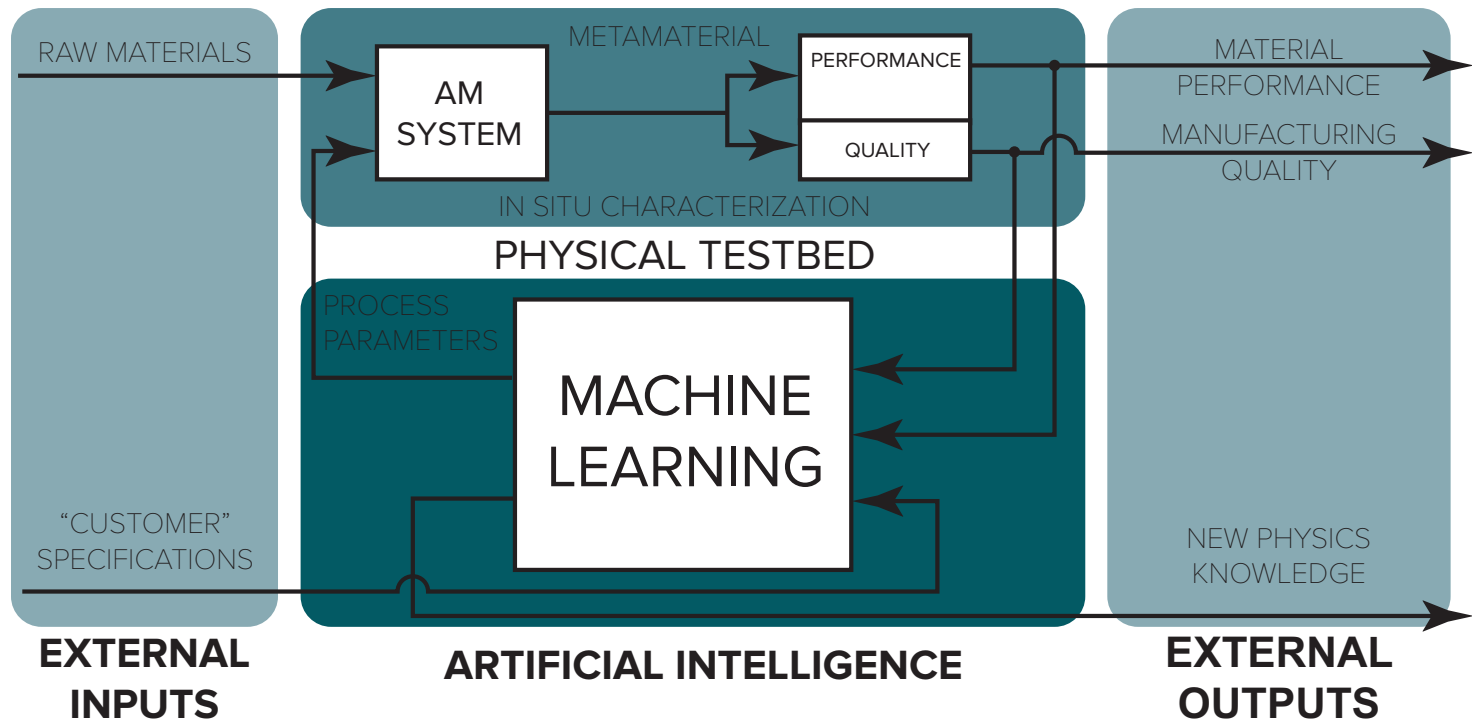 RAW MATERIALS
METAMATERIAL
AM
SYSTEM
PERFORMANCE
QUALITY
MATERIAL
PERFORMANCE
MANUFACTURING
QUALITY
IN SITU CHARACTERIZATION
PHYSICAL TESTBED
PROCESS
PARAMETERS
MACHINE
LEARNING
“CUSTOMER”
SPECIFICATIONS
NEW PHYSICS
KNOWLEDGE
EXTERNAL
INPUTS
ARTIFICIAL INTELLIGENCE
EXTERNAL
OUTPUTS